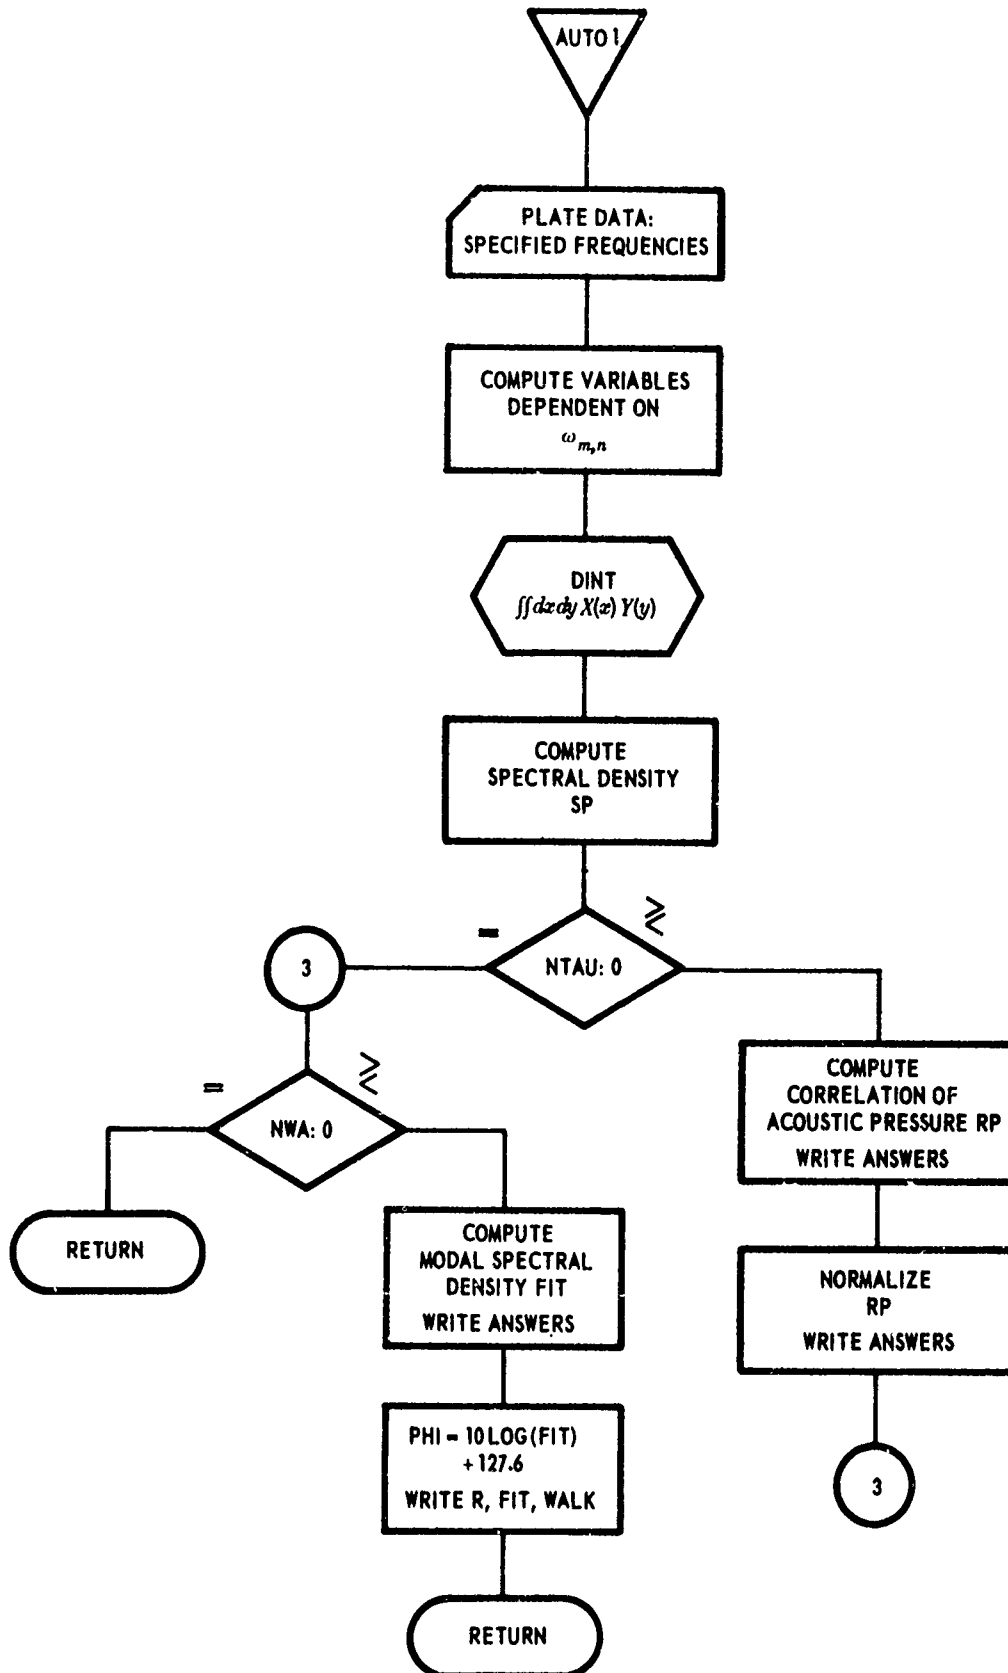 AUTO 1
PLATE DATA:
SPECIFIED FREQUENCIES
COMPUTE VARIABLES
DEPENDENT ON
ω m,n
DINT
∫∫dx dy X(x) Y(y)
COMPUTE
SPECTRAL DENSITY
SP
=
≷
NTAU: 0
3
=
≷
NWA: 0
RETURN
COMPUTE
MODAL SPECTRAL
DENSITY FIT
WRITE ANSWERS
PHI = 10 LOG (FIT)
+ 127.6
WRITE R, FIT, WALK
RETURN
COMPUTE
CORRELATION OF
ACOUSTIC PRESSURE RP
WRITE ANSWERS
NORMALIZE
RP
WRITE ANSWERS
3